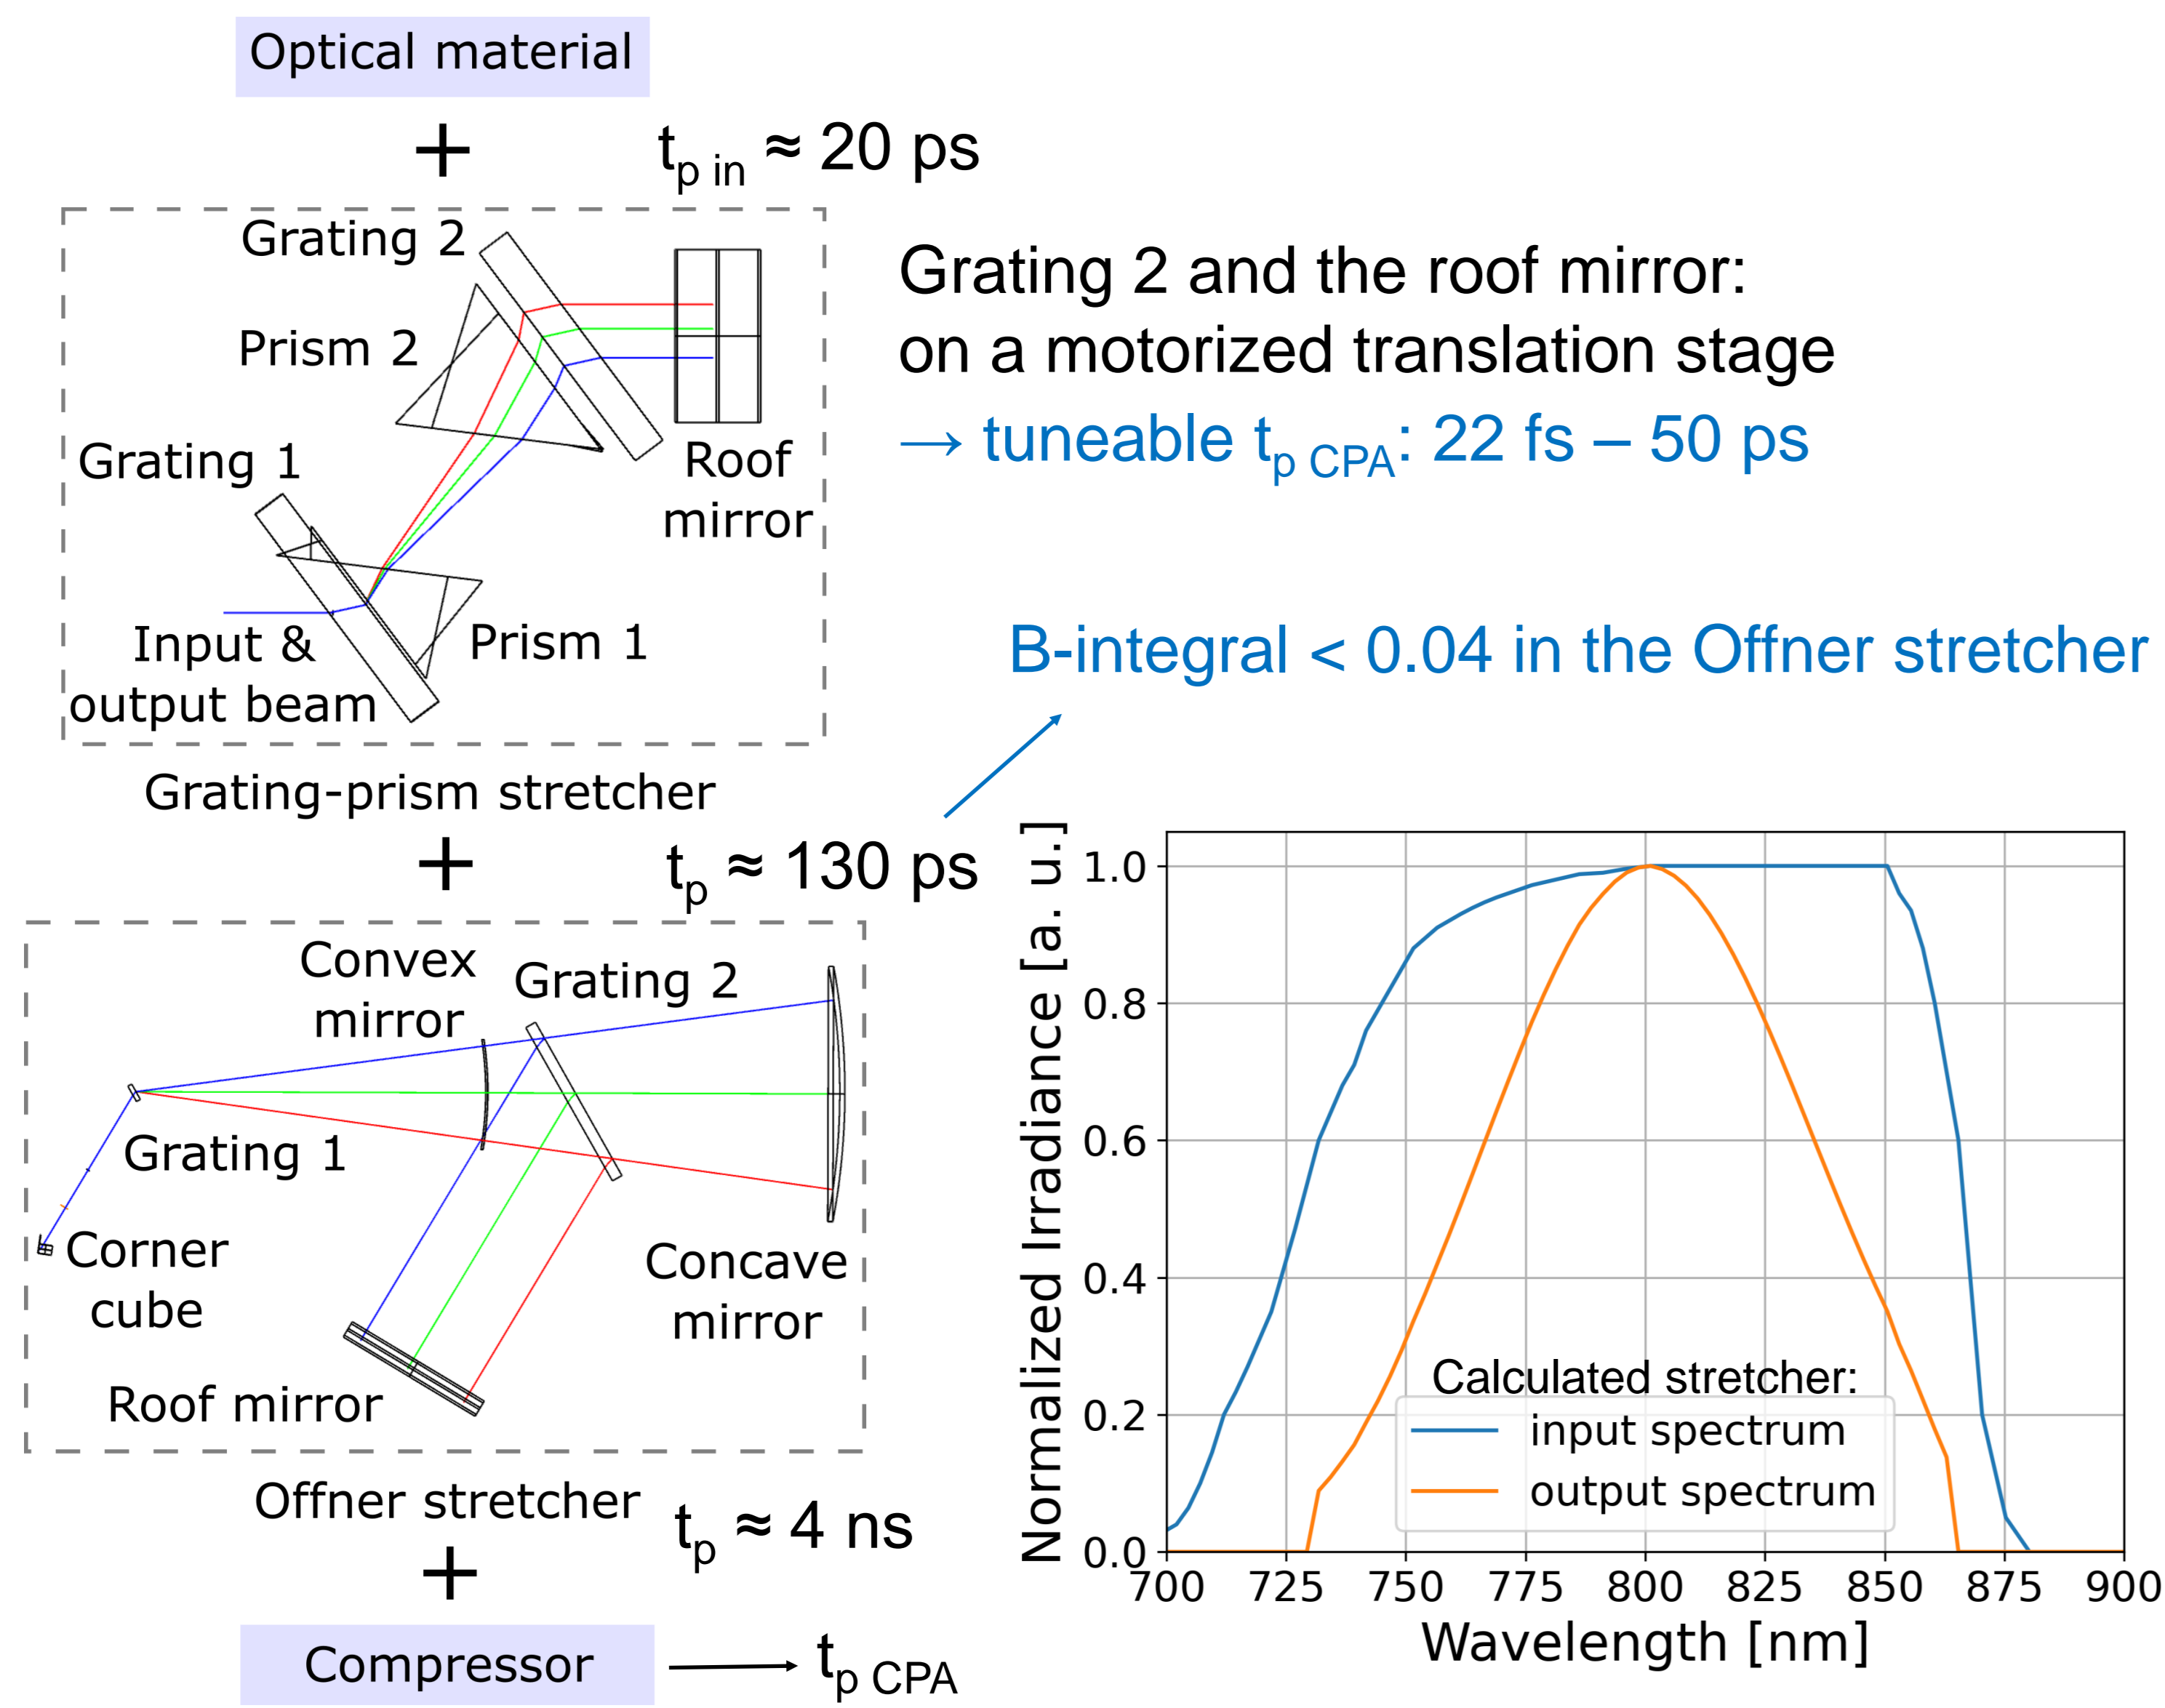 Optical material
+
t_p in ≈ 20 ps
Grating 2
Prism 2
Grating 1
Roof
mirror
Input &
output beam
Prism 1
Grating-prism stretcher
Grating 2 and the roof mirror:
on a motorized translation stage
→ tuneable t_p CPA: 22 fs – 50 ps
B-integral < 0.04 in the Offner stretcher
+
t_p ≈ 130 ps
Convex
mirror
Grating 2
Grating 1
Corner
cube
Concave
mirror
Roof mirror
Offner stretcher
t_p ≈ 4 ns
+
Compressor
t_p CPA
Normalized Irradiance [a. u.]
1.0
0.8
0.6
0.4
0.2
0.0
Calculated stretcher:
input spectrum
output spectrum
700 725 750 775 800 825 850 875 900
Wavelength [nm]